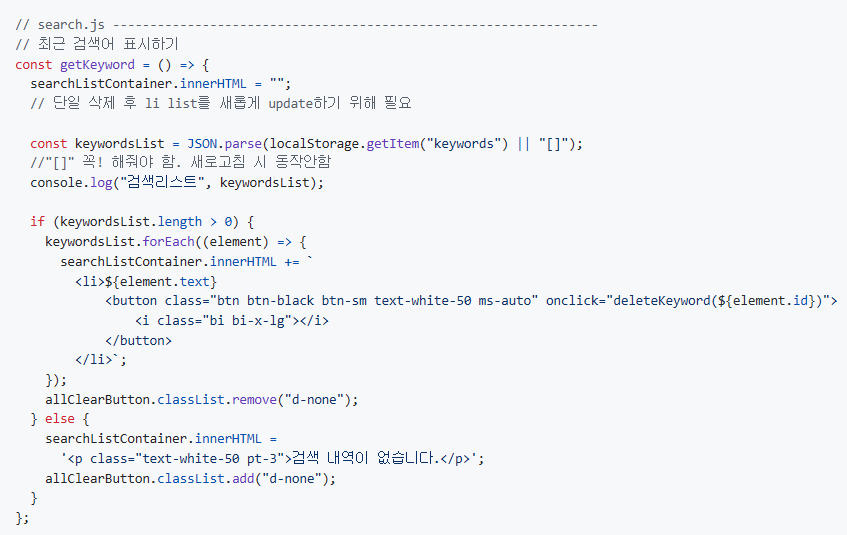 // search.js -----------------------------------------------------------------
// 최근 검색어 표시하기
const getKeyword = () => {
  searchListContainer.innerHTML = "";
  // 단일 삭제 후 li list를 새롭게 update하기 위해 필요
  const keywordsList = JSON.parse(localStorage.getItem("keywords") || "[]");
  //"[]" 꼭! 해줘야 함. 새로고침 시 동작안함
  console.log("검색리스트", keywordsList);
  if (keywordsList.length > 0) {
    keywordsList.forEach((element) => {
      searchListContainer.innerHTML += `
        <li>${element.text}
            <button class="btn btn-black btn-sm text-white-50 ms-auto" onclick="deleteKeyword(${element.id})">
                <i class="bi bi-x-lg"></i>
            </button>
        </li>`;
    });
    allClearButton.classList.remove("d-none");
  } else {
    searchListContainer.innerHTML =
      '<p class="text-white-50 pt-3">검색 내역이 없습니다.</p>';
    allClearButton.classList.add("d-none");
  }
};